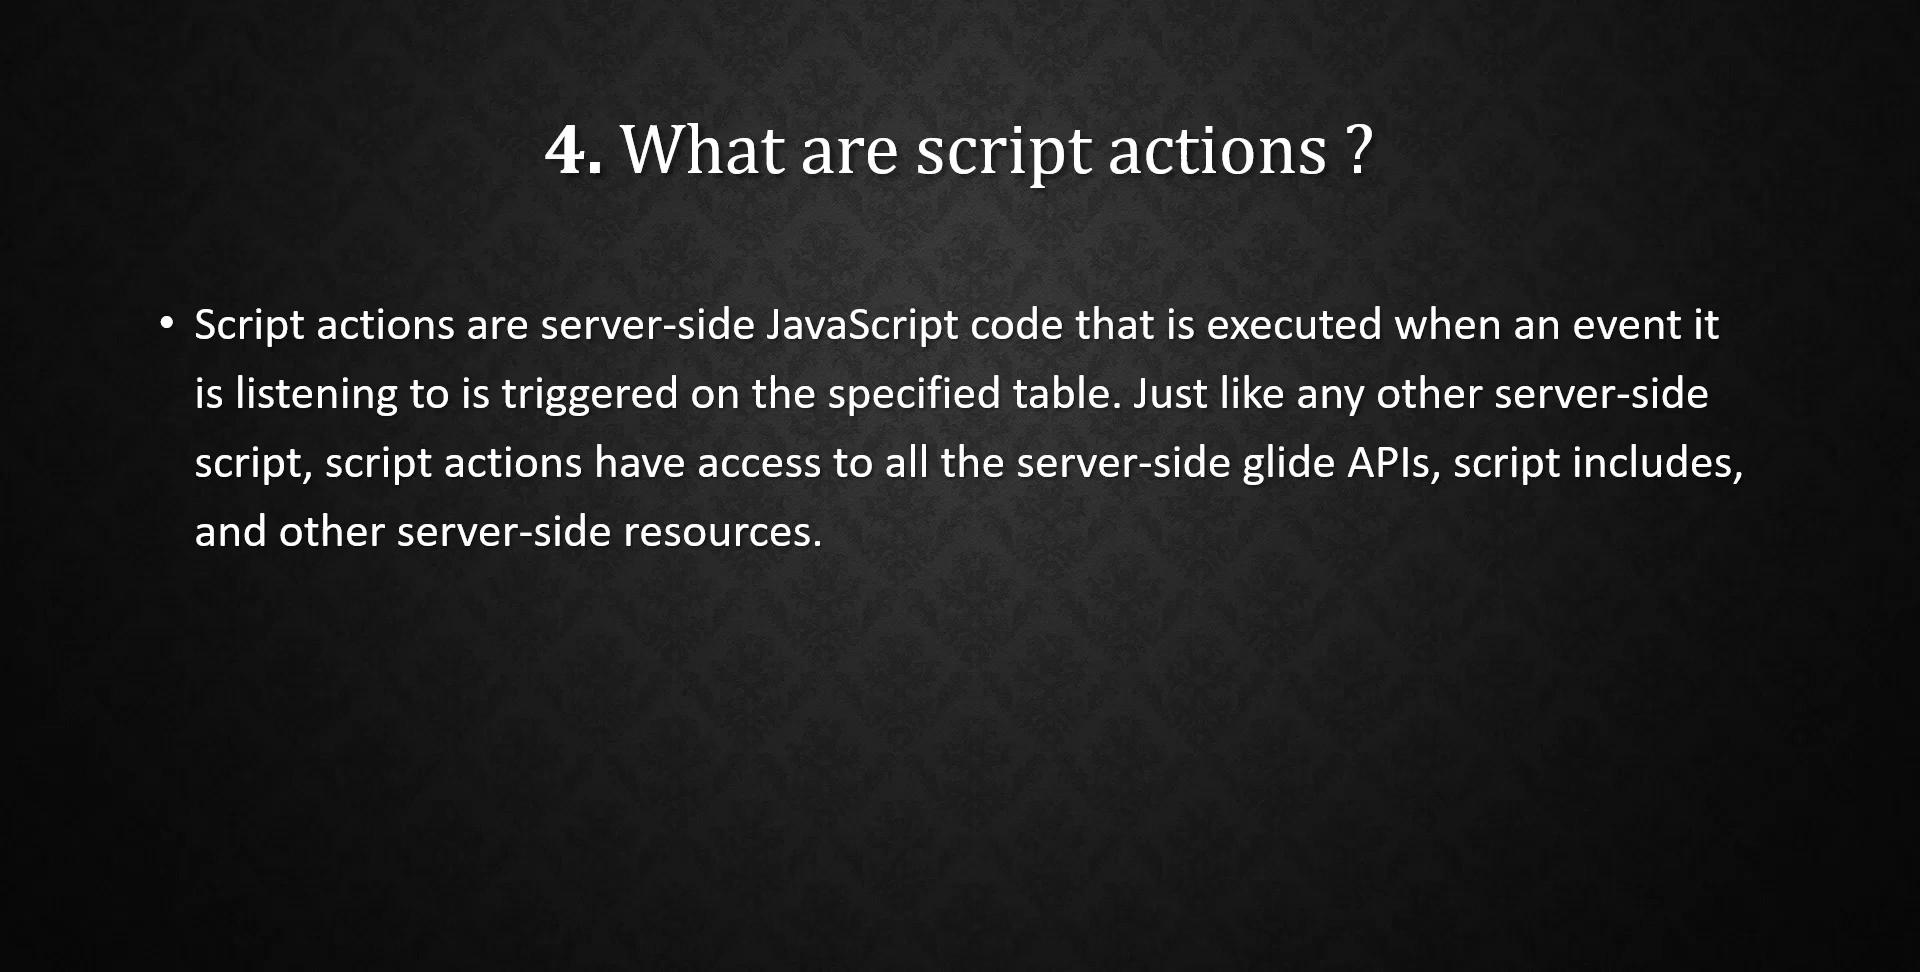 4. What are script actions ?
• Script actions are server-side JavaScript code that is executed when an event it
is listening to is triggered on the specified table. Just like any other server-side
script, script actions have access to all the server-side glide APIs, script includes,
and other server-side resources.